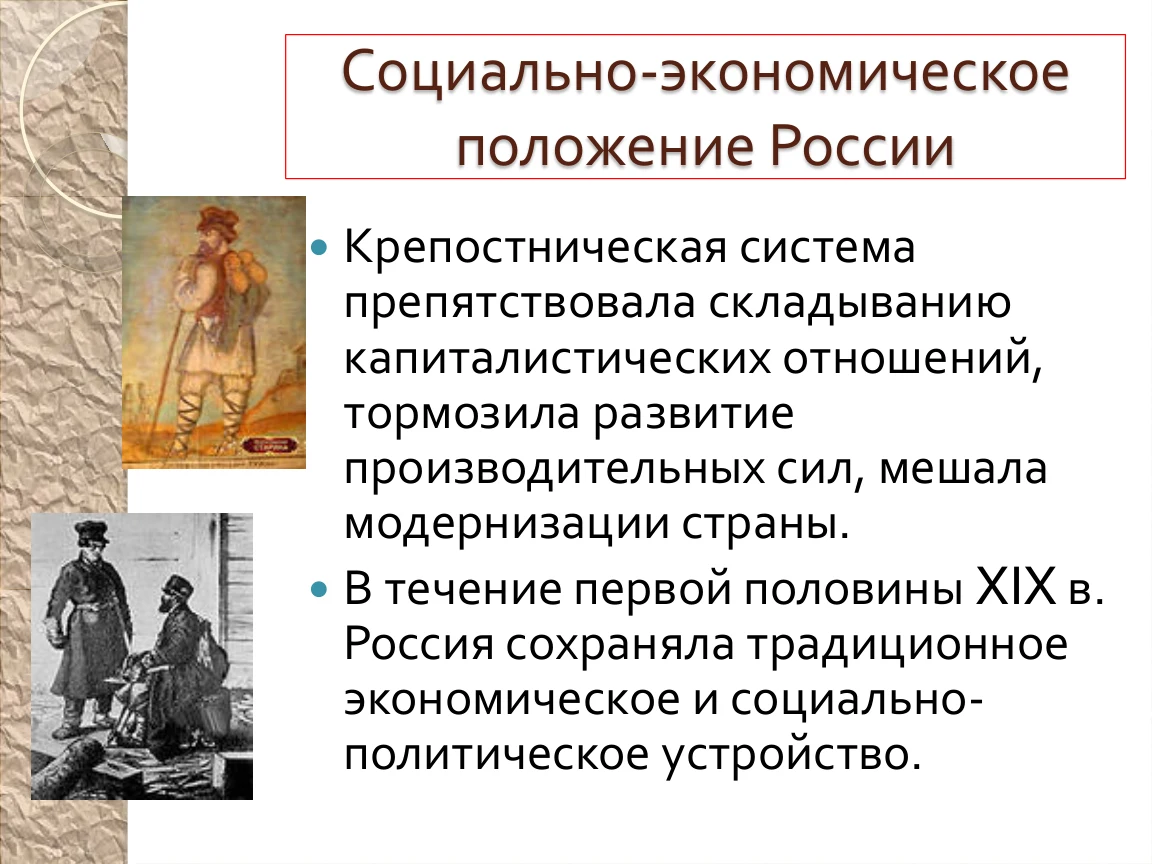 Социально-экономическое
положение России
• Крепостническая система
препятствовала складыванию
капиталистических отношений,
тормозила развитие
производительных сил, мешала
модернизации страны.
• В течение первой половины XIX в.
Россия сохраняла традиционное
экономическое и социально-
политическое устройство.